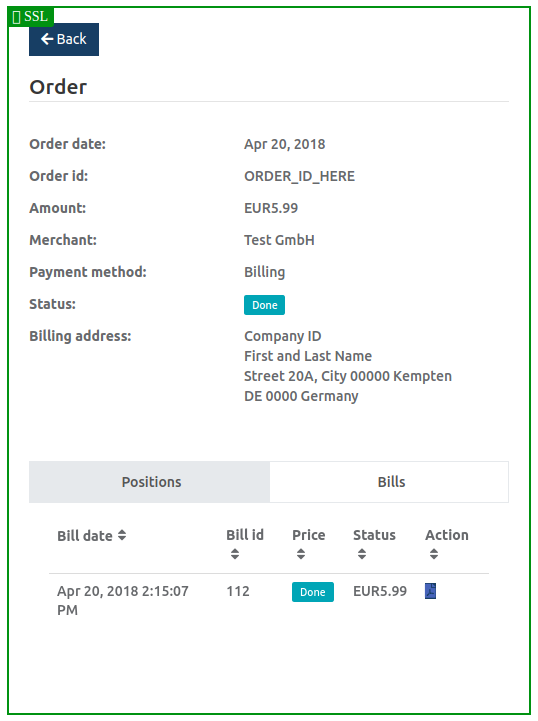 SSL
Back
Order
Order date: Apr 20, 2018
Order id: ORDER_ID_HERE
Amount: EUR5.99
Merchant: Test GmbH
Payment method: Billing
Status: Done
Billing address: Company ID
First and Last Name
Street 20A, City 00000 Kempten
DE 0000 Germany
Positions Bills
Bill date Bill id Price Status Action
Apr 20, 2018 2:15:07 112 Done EUR5.99
PM